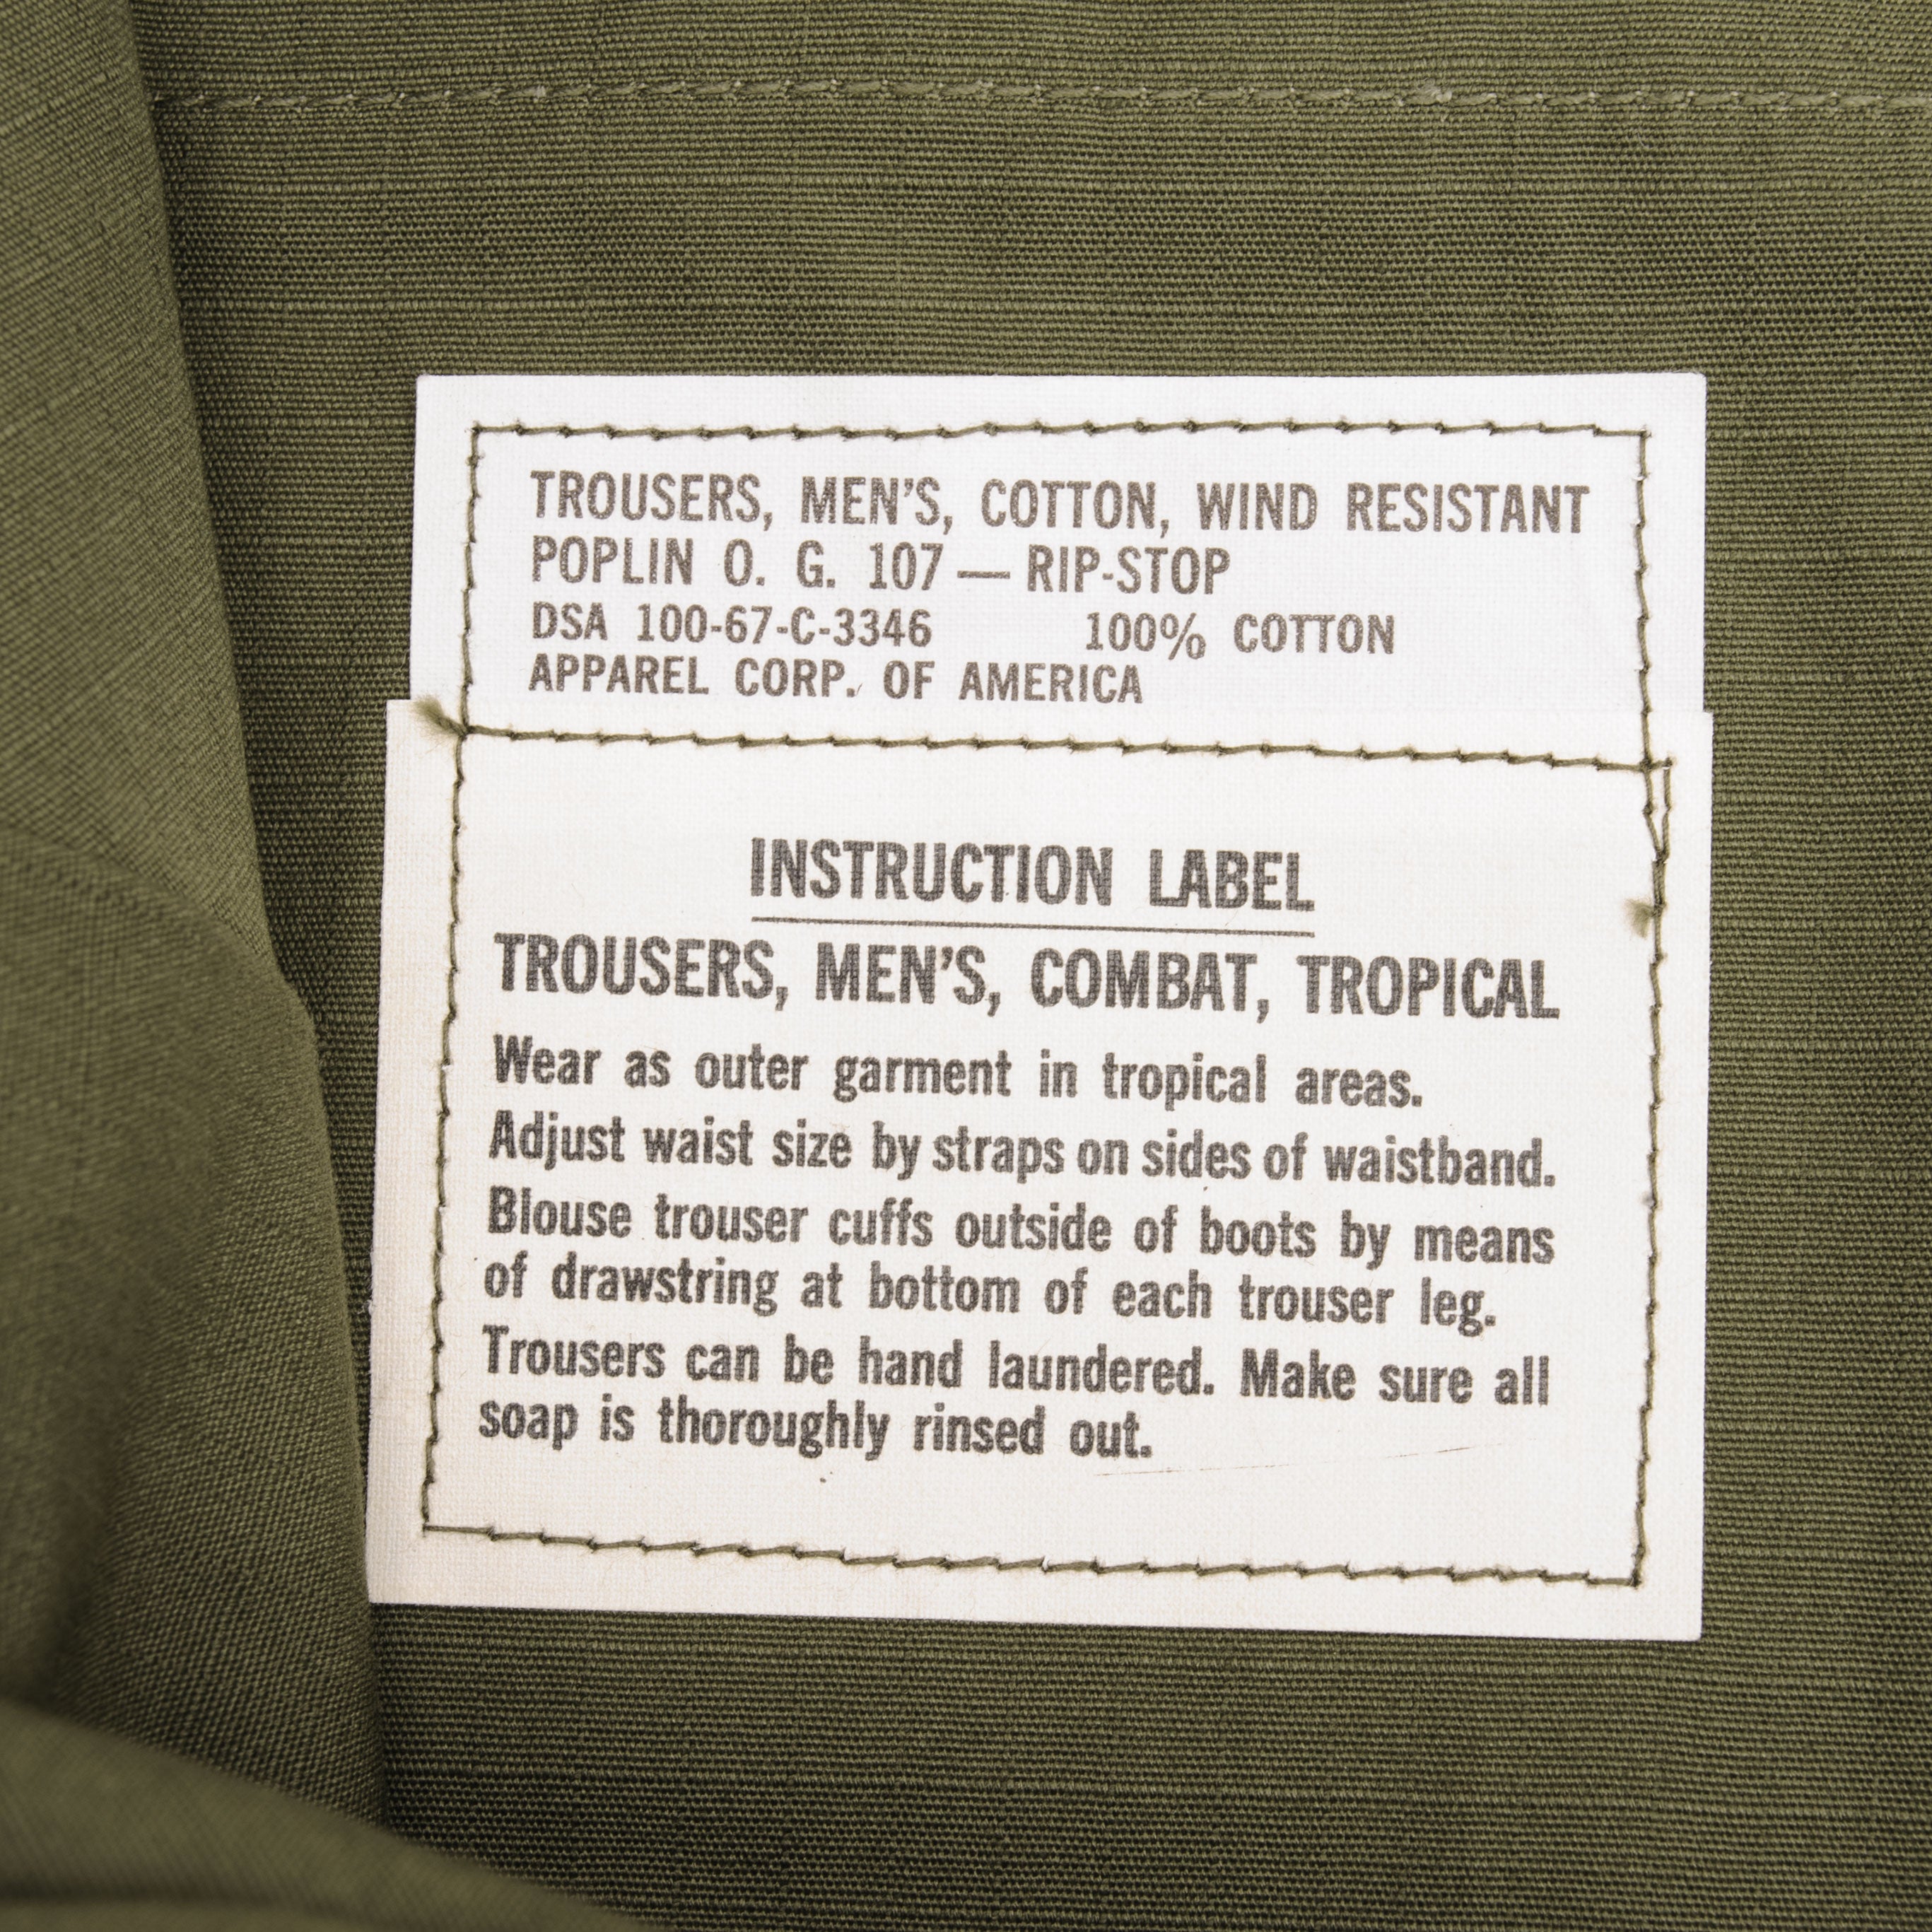 TROUSERS, MEN'S, COTTON, WIND RESISTANT
POPLIN O. G. 107 — RIP-STOP
DSA 100-67-C-3346 100% COTTON
APPAREL CORP. OF AMERICA
INSTRUCTION LABEL
TROUSERS, MEN'S, COMBAT, TROPICAL
Wear as outer garment in tropical areas.
Adjust waist size by straps on sides of waistband.
Blouse trouser cuffs outside of boots by means
of drawstring at bottom of each trouser leg.
Trousers can be hand laundered. Make sure all
soap is thoroughly rinsed out.